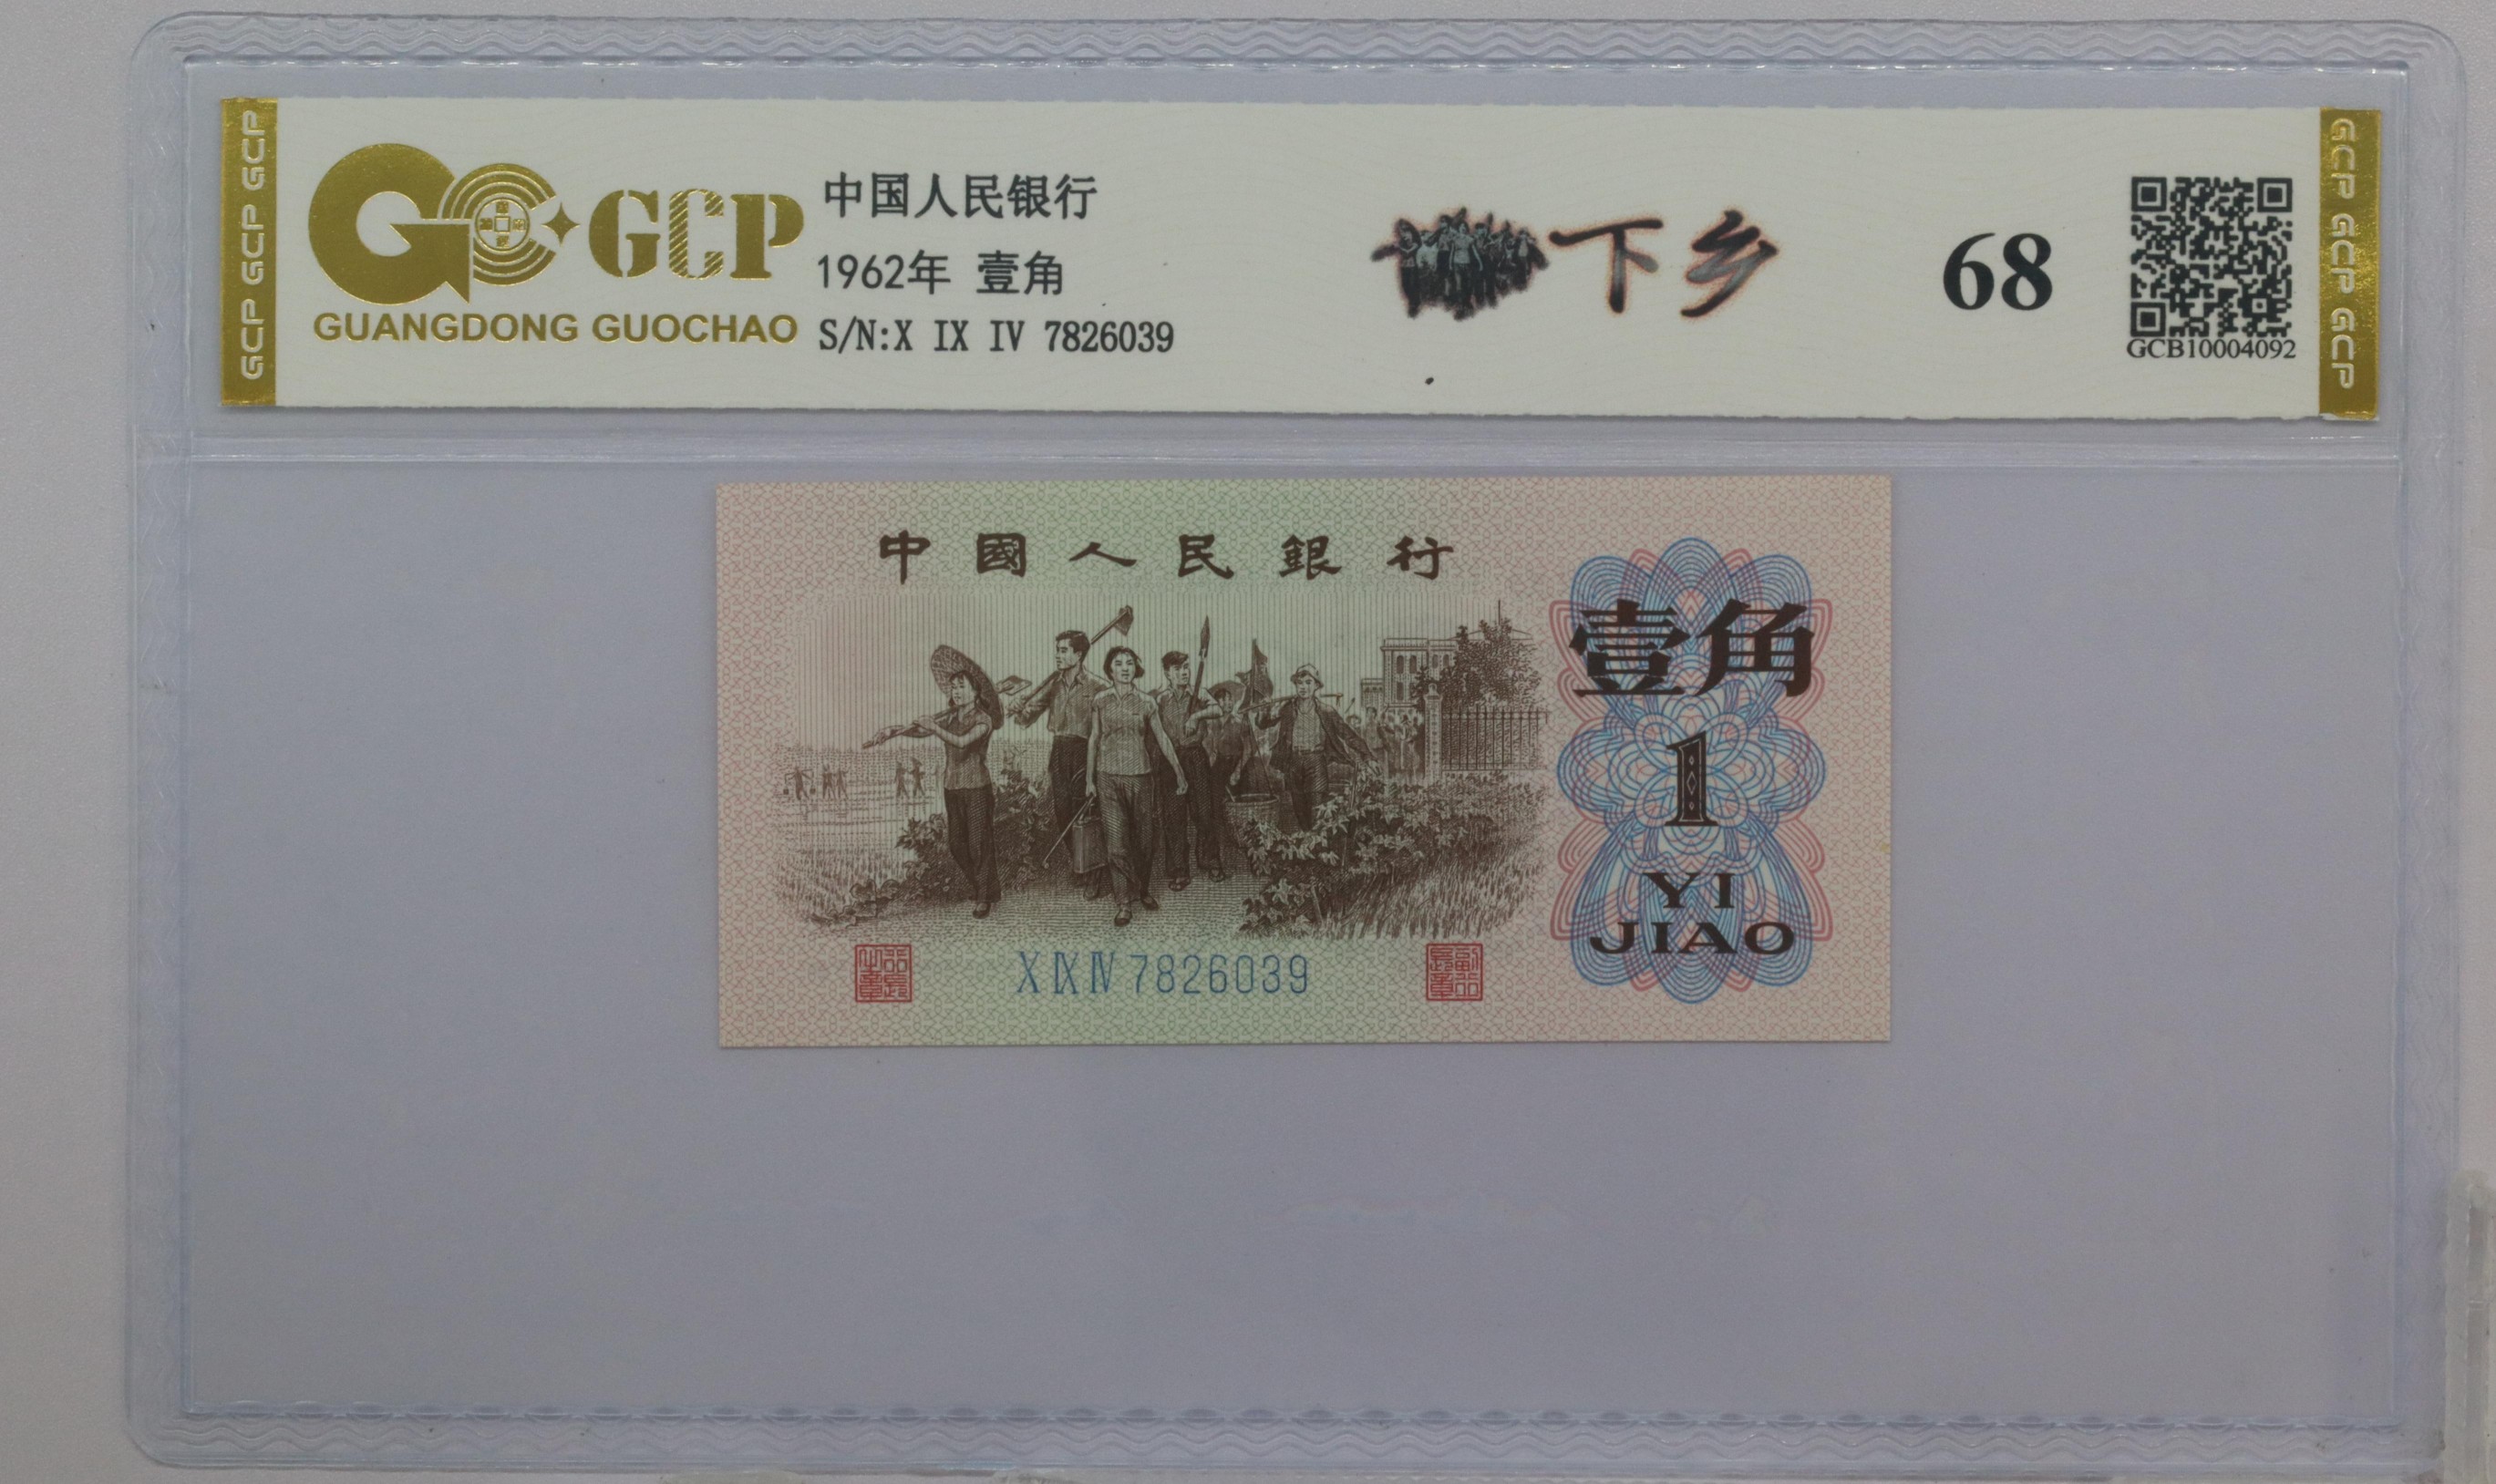 GCP GCP GCP
GCP
GUANGDONG GUOCHAO
中国人民银行
1962年 壹角
S/N:X IX IV 7826039
下乡
68
GCB10004092
GCP GCP GCP
中國人民銀行
壹角
1
YI
JIAO
X IX IV 7826039